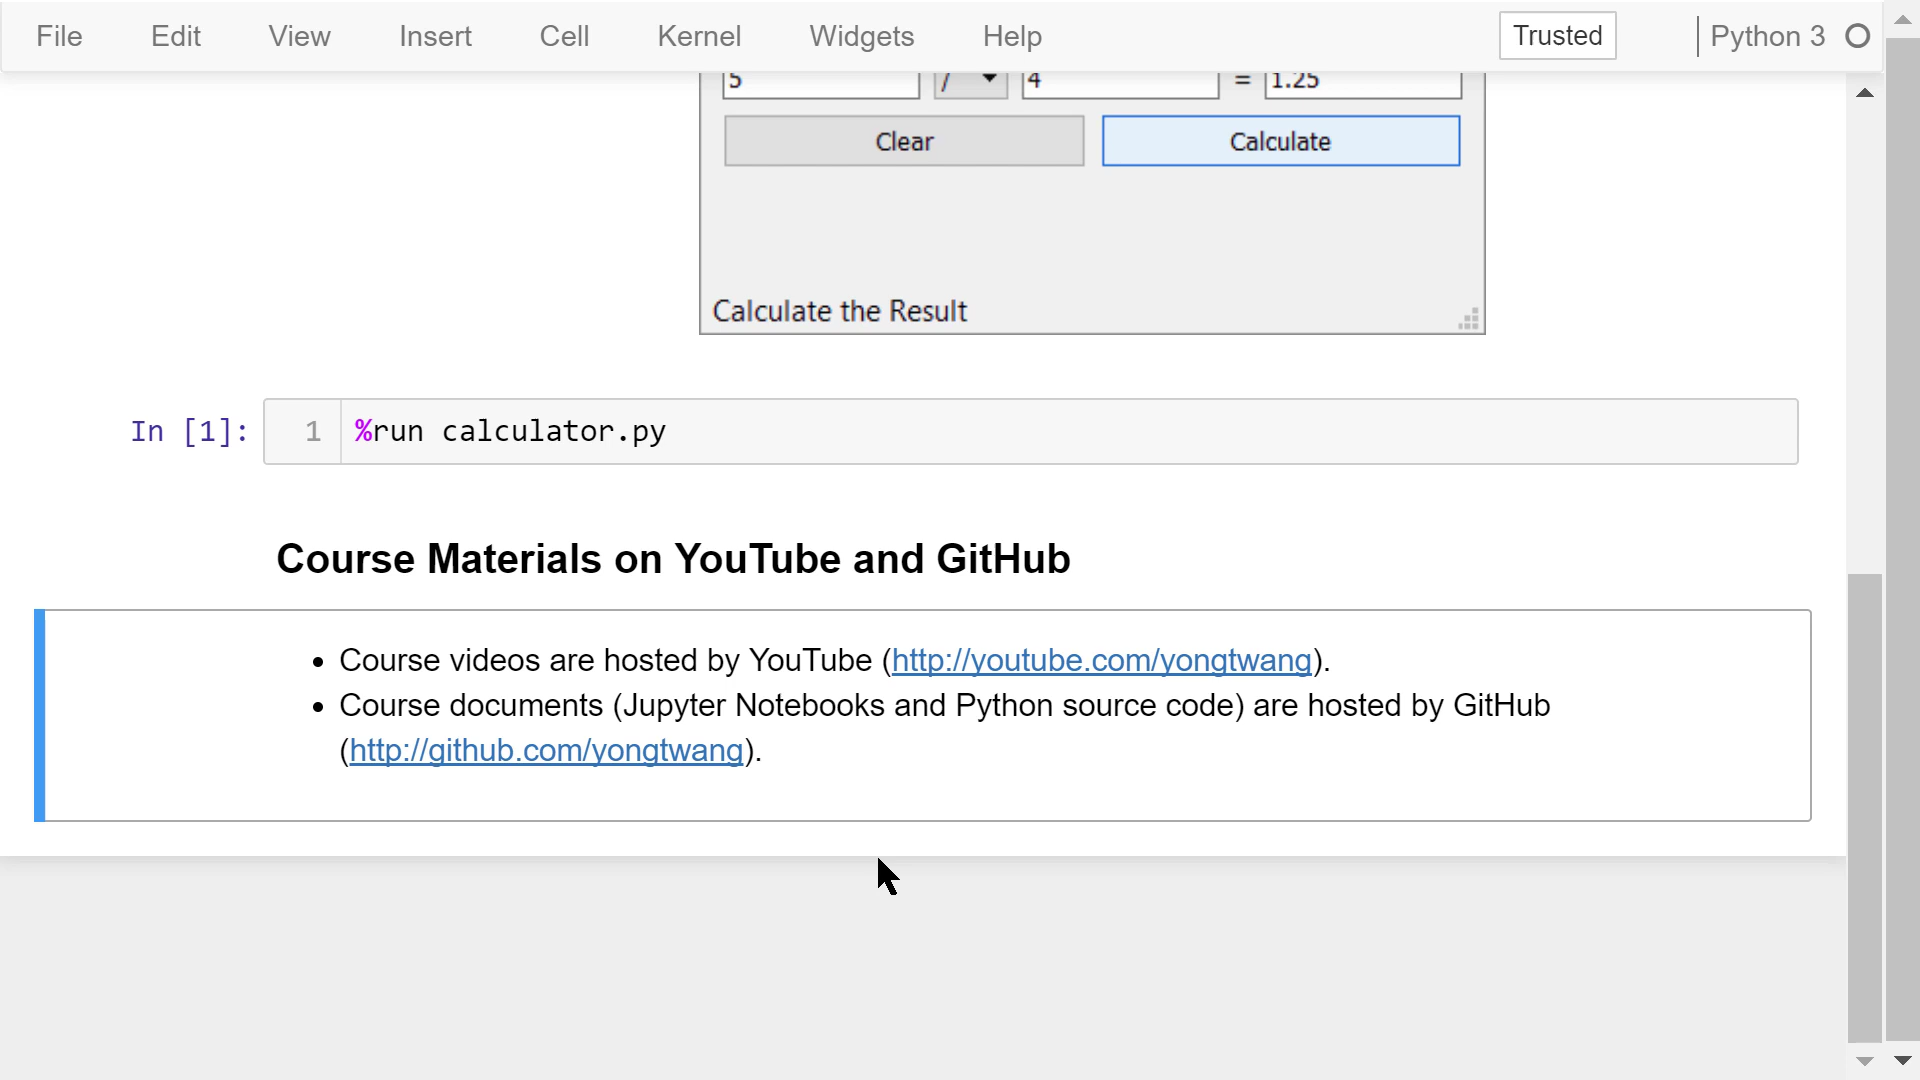 File Edit View Insert Cell Kernel Widgets Help Trusted Python 3
5 / 4 = 1.25
Clear Calculate
Calculate the Result
In [1]: 1 %run calculator.py
Course Materials on YouTube and GitHub
• Course videos are hosted by YouTube (http://youtube.com/yongtwang).
• Course documents (Jupyter Notebooks and Python source code) are hosted by GitHub
(http://github.com/yongtwang).